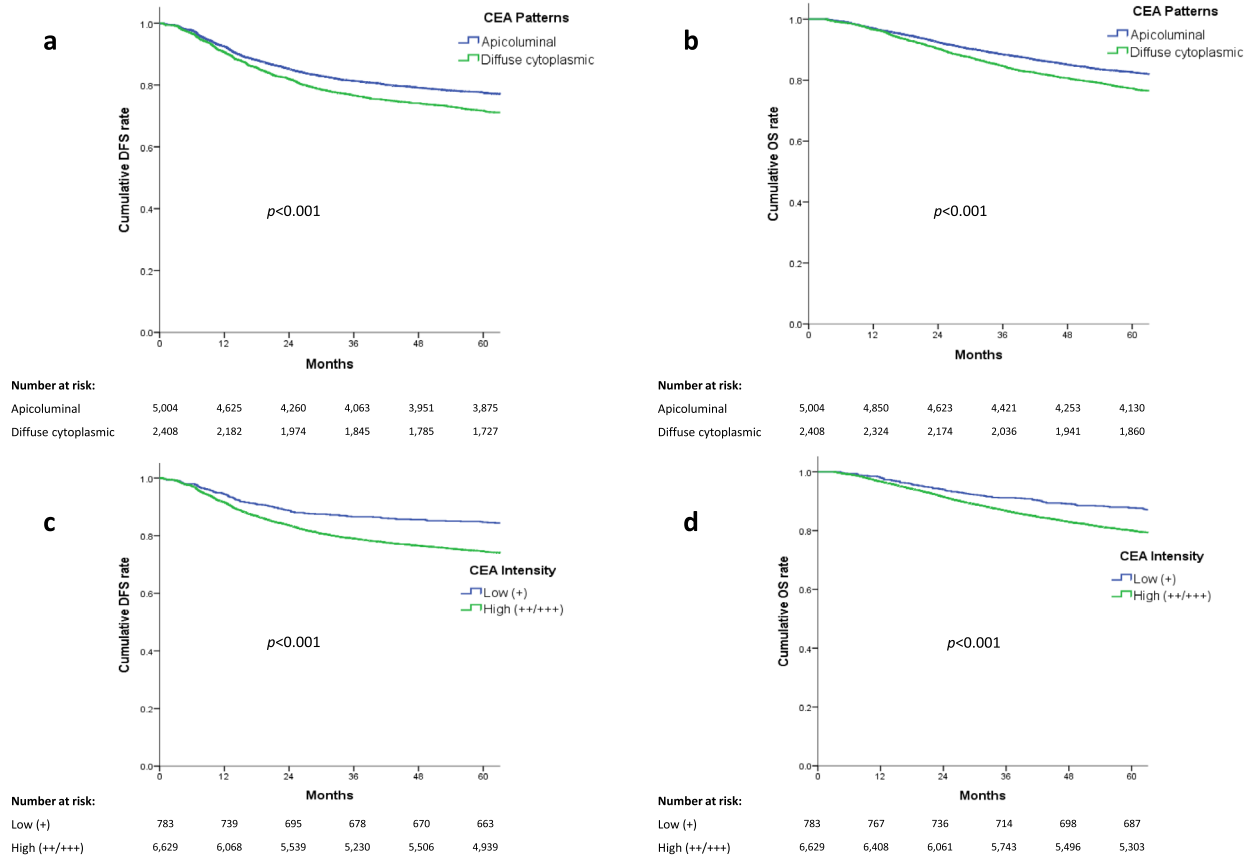 a
CEA Patterns
Apicoluminal
Diffuse cytoplasmic
1.0
0.8
0.6
0.4
0.2
0.0
Cumulative DFS rate
p<0.001
0 12 24 36 48 60
Months
Number at risk:
Apicoluminal 5,004 4,625 4,260 4,063 3,951 3,875
Diffuse cytoplasmic 2,408 2,182 1,974 1,845 1,785 1,727
b
CEA Patterns
Apicoluminal
Diffuse cytoplasmic
1.0
0.8
0.6
0.4
0.2
0.0
Cumulative OS rate
p<0.001
0 12 24 36 48 60
Months
Number at risk:
Apicoluminal 5,004 4,850 4,623 4,421 4,253 4,130
Diffuse cytoplasmic 2,408 2,324 2,174 2,036 1,941 1,860
c
1.0
0.8
0.6
0.4
0.2
0.0
Cumulative DFS rate
CEA Intensity
Low (+)
High (++/+++)
p<0.001
0 12 24 36 48 60
Months
Number at risk:
Low (+) 783 739 695 678 670 663
High (++/+++) 6,629 6,068 5,539 5,230 5,506 4,939
d
1.0
0.8
0.6
0.4
0.2
0.0
Cumulative OS rate
CEA Intensity
Low (+)
High (++/+++)
p<0.001
0 12 24 36 48 60
Months
Number at risk:
Low (+) 783 767 736 714 698 687
High (++/+++) 6,629 6,408 6,061 5,743 5,496 5,303